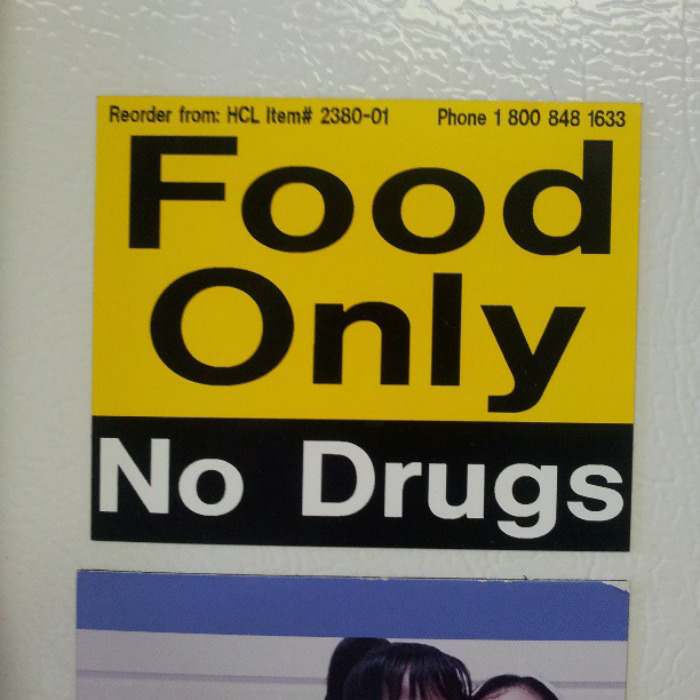 Reorder from: HCL Item# 2380-01 Phone 1 800 848 1633
Food
Only
No Drugs